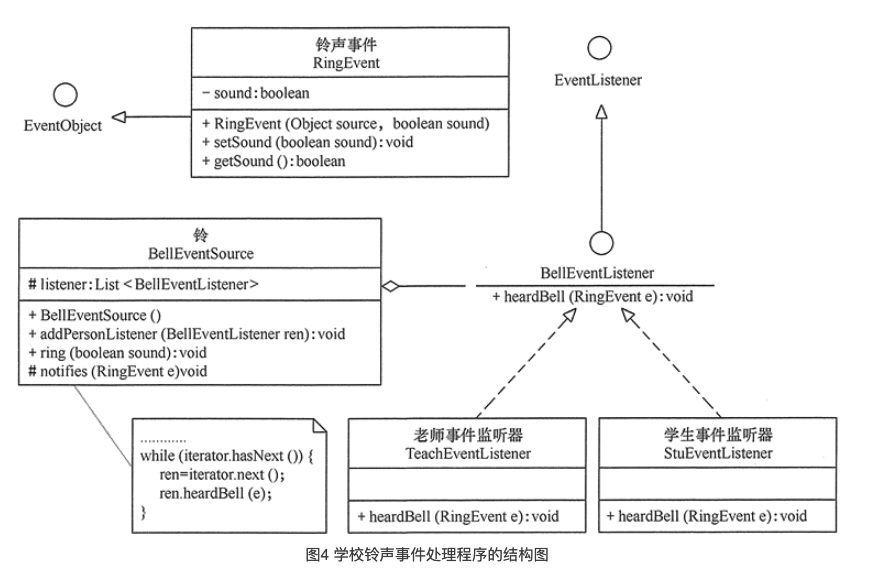 铃声事件
RingEvent
- sound:boolean
+ RingEvent (Object source, boolean sound)
+ setSound (boolean sound):void
+ getSound ():boolean
EventObject
EventListener
铃
BellEventSource
# listener:List <BellEventListener>
+ BellEventSource ()
+ addPersonListener (BellEventListener ren):void
+ ring (boolean sound):void
# notifies (RingEvent e)void
BellEventListener
+ heardBell (RingEvent e):void
............
while (iterator.hasNext ()) {
ren=iterator.next ();
ren.heardBell (e);
}
老师事件监听器
TeachEventListener
+ heardBell (RingEvent e):void
学生事件监听器
StuEventListener
+ heardBell (RingEvent e):void
图4 学校铃声事件处理程序的结构图